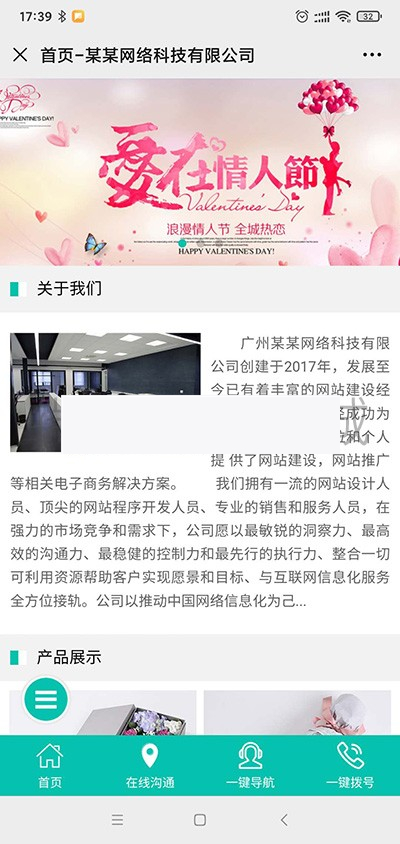 17:39
32
首页-某某网络科技有限公司
HAPPY VALENTINE'S DAY!
愛在情人節
Valentine's Day
浪漫情人节 全城热恋
HAPPY VALENTINE'S DAY!
关于我们
广州某某网络科技有限
公司创建于2017年，发展至
今已有着丰富的网站建设经
成功为
位和个人
提 供了网站建设，网站推广
等相关电子商务解决方案。 我们拥有一流的网站设计人
员、顶尖的网站程序开发人员、专业的销售和服务人员，在
强力的市场竞争和需求下，公司愿以最敏锐的洞察力、最高
效的沟通力、最稳健的控制力和最先行的执行力、整合一切
可利用资源帮助客户实现愿景和目标、与互联网信息化服务
全方位接轨。公司以推动中国网络信息化为己...
产品展示
首页
在线沟通
一键导航
一键拨号